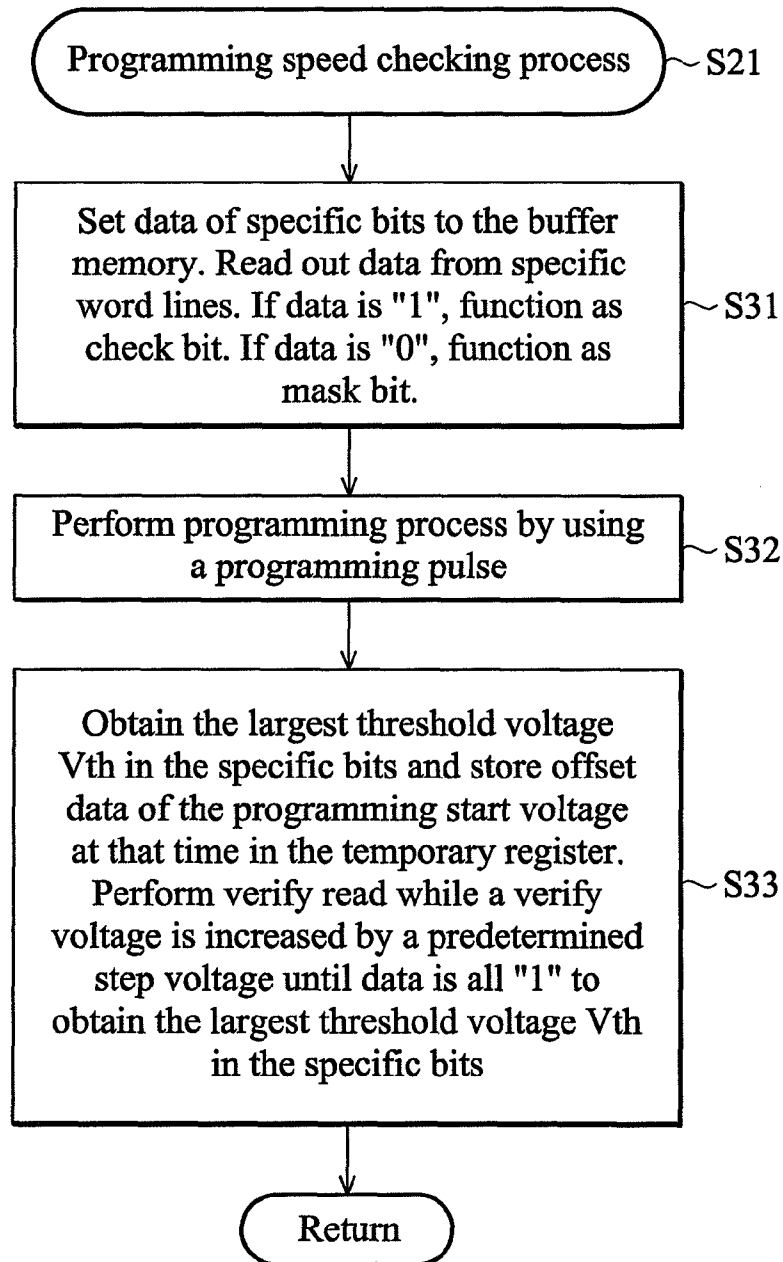 Programming speed checking process
S21
Set data of specific bits to the buffer
memory. Read out data from specific
word lines. If data is "1", function as
check bit. If data is "0", function as
mask bit.
S31
Perform programming process by using
a programming pulse
S32
Obtain the largest threshold voltage
Vth in the specific bits and store offset
data of the programming start voltage
at that time in the temporary register.
Perform verify read while a verify
voltage is increased by a predetermined
step voltage until data is all "1" to
obtain the largest threshold voltage Vth
in the specific bits
S33
Return